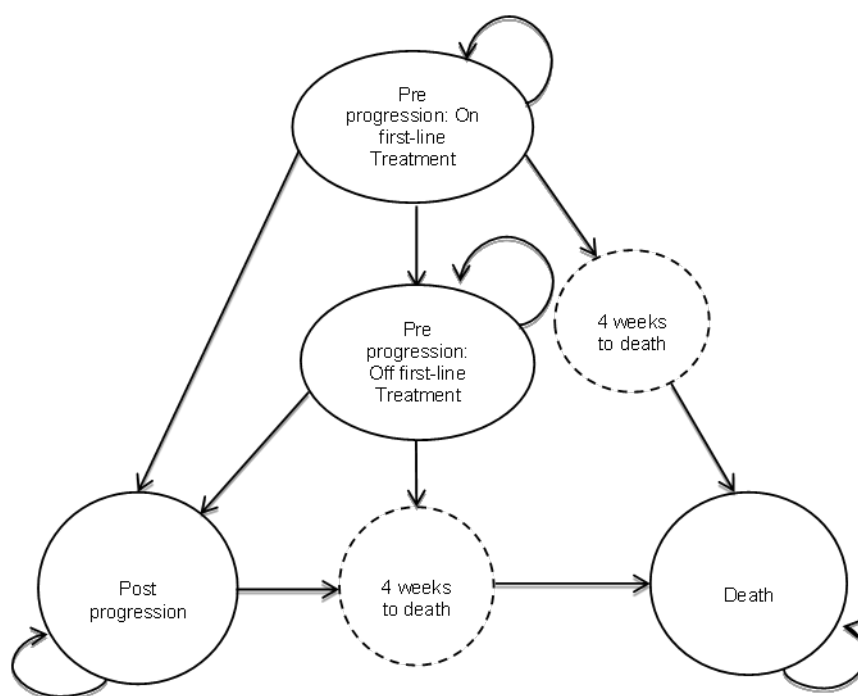 Pre
progression: On
first-line
Treatment
4 weeks
to death
Pre
progression:
Off first-line
Treatment
Post
progression
4 weeks
to death
Death